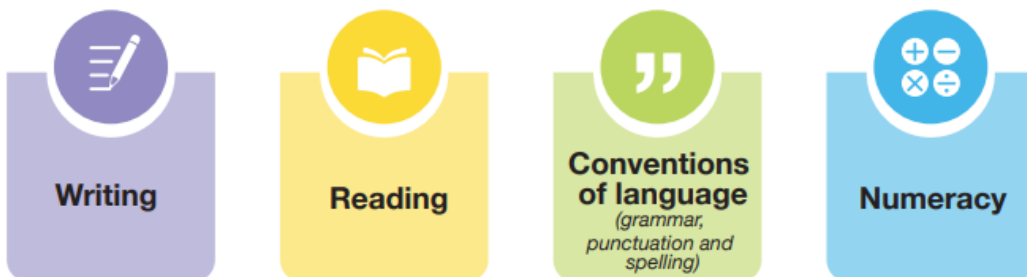 Writing
Reading
Conventions
of language
(grammar,
punctuation and
spelling)
Numeracy